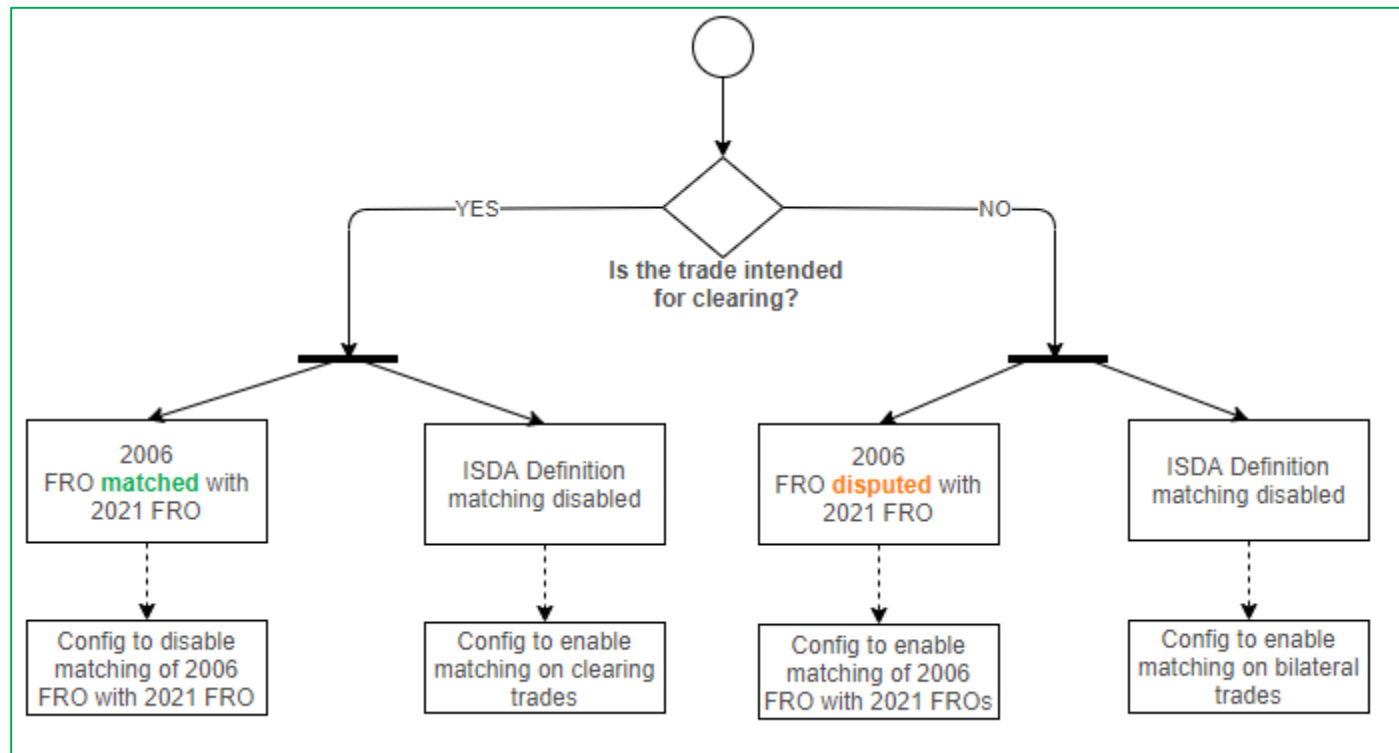 YES
NO
Is the trade intended
for clearing?
2006
FRO matched with
2021 FRO
ISDA Definition
matching disabled
2006
FRO disputed with
2021 FRO
ISDA Definition
matching disabled
Config to disable
matching of 2006
FRO with 2021 FRO
Config to enable
matching on clearing
trades
Config to enable
matching of 2006
FRO with 2021 FROs
Config to enable
matching on bilateral
trades